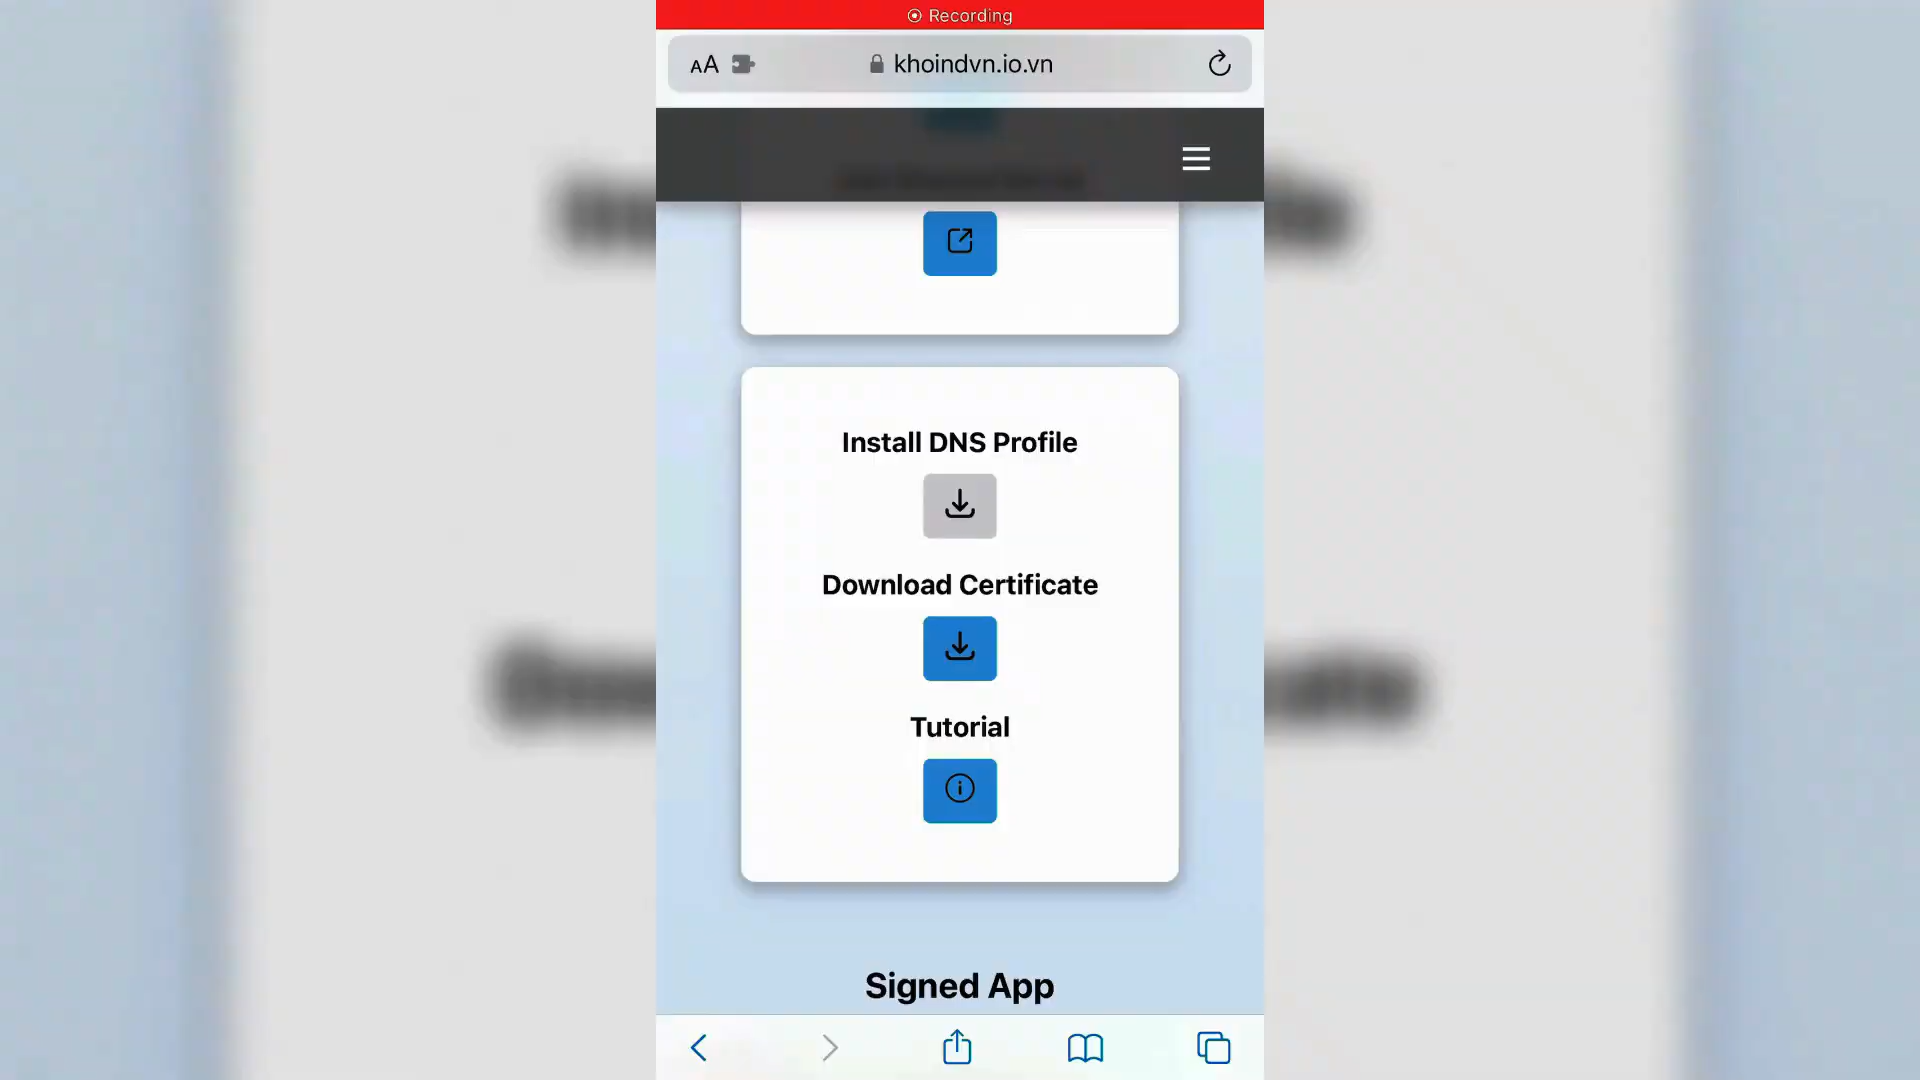 Recording
AA
khoindvn.io.vn
Install DNS Profile
Download Certificate
Tutorial
Signed App